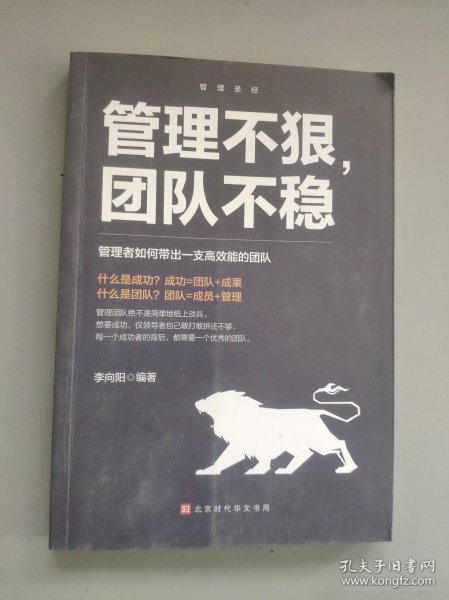 管理圣经
管理不狠，
团队不稳
管理者如何带出一支高效能的团队
什么是成功？成功=团队+成果
什么是团队？团队=成员+管理
管理团队绝不是简单地纸上谈兵。
想要成功，仅领导者自己敢打敢拼还不够，
每一个成功者的背后，都需要一个优秀的团队。
李向阳◎编著
北京时代华文书局
孔夫子旧书网
www.kongfz.com